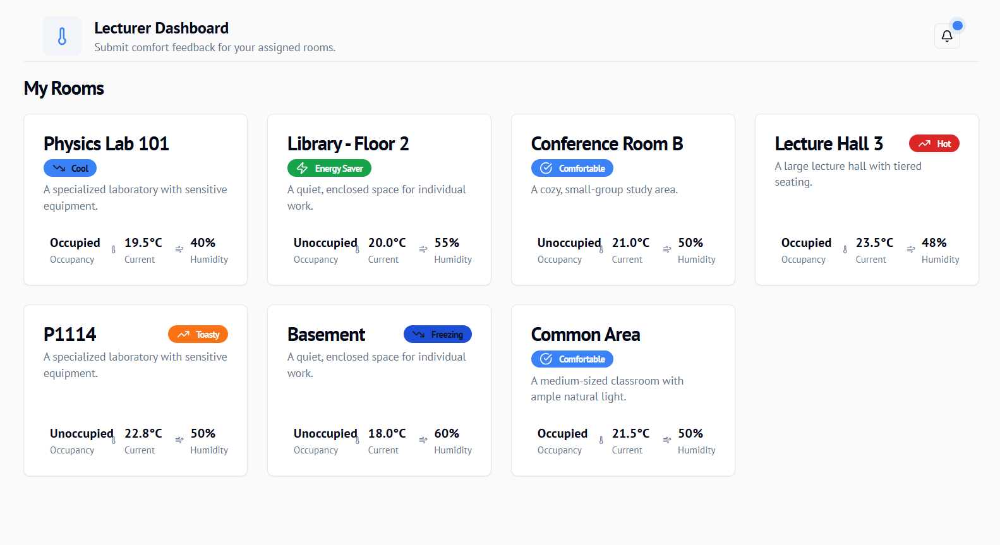 Lecturer Dashboard
Submit comfort feedback for your assigned rooms.
My Rooms
Physics Lab 101
Cool
A specialized laboratory with sensitive
equipment.
Occupied 19.5°C 40%
Occupancy Current Humidity
Library - Floor 2
Energy Saver
A quiet, enclosed space for individual
work.
Unoccupied 20.0°C 55%
Occupancy Current Humidity
Conference Room B
Comfortable
A cozy, small-group study area.
Unoccupied 21.0°C 50%
Occupancy Current Humidity
Lecture Hall 3 Hot
A large lecture hall with tiered
seating.
Occupied 23.5°C 48%
Occupancy Current Humidity
P1114 Toasty
A specialized laboratory with sensitive
equipment.
Unoccupied 22.8°C 50%
Occupancy Current Humidity
Basement Freezing
A quiet, enclosed space for individual
work.
Unoccupied 18.0°C 60%
Occupancy Current Humidity
Common Area
Comfortable
A medium-sized classroom with
ample natural light.
Occupied 21.5°C 50%
Occupancy Current Humidity